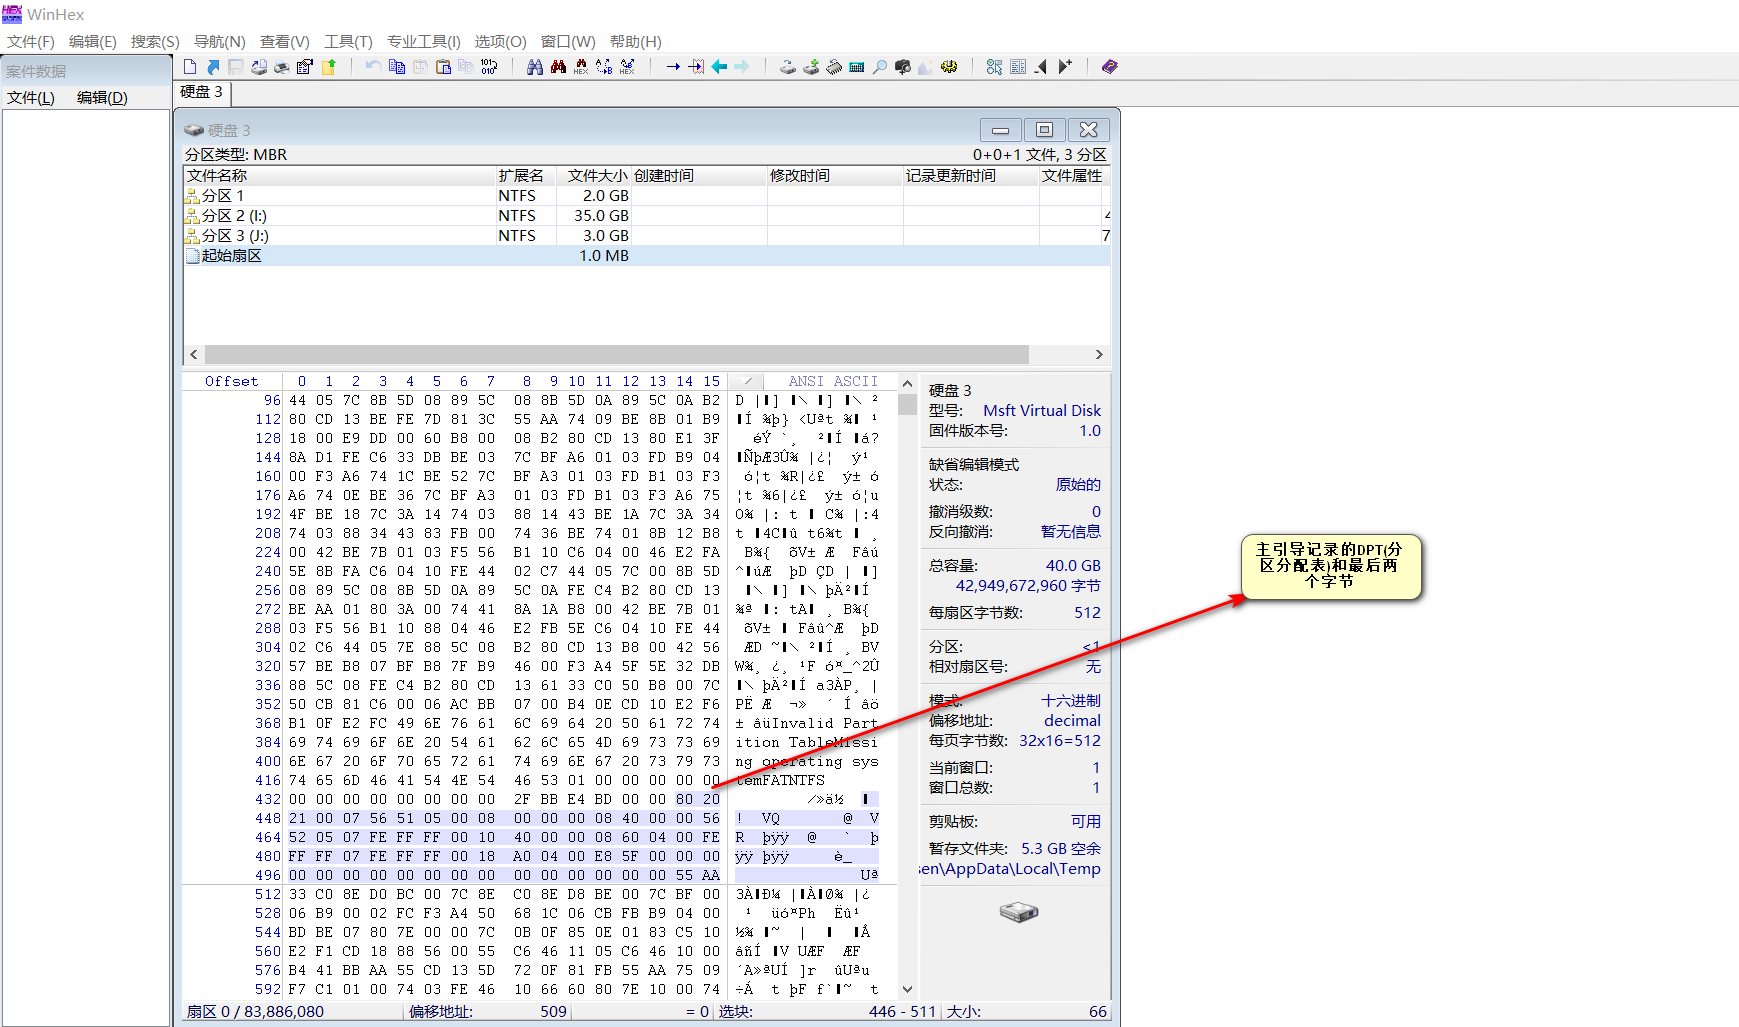 WinHex
文件(F) 编辑(E) 搜索(S) 导航(N) 查看(V) 工具(T) 专业工具(I) 选项(O) 窗口(W) 帮助(H)
案件数据
文件(L) 编辑(D)
硬盘 3
硬盘 3
分区类型: MBR 0+0+1 文件, 3 分区
文件名称 扩展名 文件大小 创建时间 修改时间 记录更新时间 文件属性
分区 1 NTFS 2.0 GB
分区 2 (I:) NTFS 35.0 GB 4
分区 3 (J:) NTFS 3.0 GB 7
起始扇区 1.0 MB
Offset 0 1 2 3 4 5 6 7 8 9 10 11 12 13 14 15 ANSI ASCII
96 44 05 7C 8B 5D 08 89 5C 08 8B 5D 0A 89 5C 0A B2
112 80 CD 13 BE FE 7D 81 3C 55 AA 74 09 BE 8B 01 B9
128 18 00 E9 DD 00 60 B8 00 08 B2 80 CD 13 80 E1 3F
144 8A D1 FE C6 33 DB BE 03 7C BF A6 01 03 FD B9 04
160 00 F3 A6 74 1C BE 52 7C BF A3 01 03 FD B1 03 F3
176 A6 74 0E BE 36 7C BF A3 01 03 FD B1 03 F3 A6 75
192 4F BE 18 7C 3A 14 74 03 88 14 43 BE 1A 7C 3A 34
208 74 03 88 34 43 83 FB 00 74 36 BE 74 01 8B 12 B8
224 00 42 BE 7B 01 03 F5 56 B1 10 C6 04 00 46 E2 FA
240 5E 8B FA C6 04 10 FE 44 02 C7 44 05 7C 00 8B 5D
256 08 89 5C 08 8B 5D 0A 89 5C 0A FE C4 B2 80 CD 13
272 BE AA 01 80 3A 00 74 41 8A 1A B8 00 42 BE 7B 01
288 03 F5 56 B1 10 88 04 46 E2 FB 5E C6 04 10 FE 44
304 02 C6 44 05 7E 88 5C 08 B2 80 CD 13 B8 00 42 56
320 57 BE B8 07 BF B8 7F B9 46 00 F3 A4 5F 5E 32 DB
336 88 5C 08 FE C4 B2 80 CD 13 61 33 C0 50 B8 00 7C
352 50 CB 81 C6 00 06 AC BB 07 00 B4 0E CD 10 E2 F6
368 B1 0F E2 FC 49 6E 76 61 6C 69 64 20 50 61 72 74 Invalid Part
384 69 74 69 6F 6E 20 54 61 62 6C 65 4D 69 73 73 69 ition TableMissi
400 6E 67 20 6F 70 65 72 61 74 69 6E 67 20 73 79 73 ng operating sys
416 74 65 6D 46 41 54 4E 54 46 53 01 00 00 00 00 00 temFATNTFS
432 00 00 00 00 00 00 00 00 2F BB E4 BD 00 00 80 20
448 21 00 07 56 51 05 00 08 00 00 00 08 40 00 00 56
464 52 05 07 FE FF FF 00 10 40 00 00 08 60 04 00 FE
480 FF FF 07 FE FF FF 00 18 A0 04 00 E8 5F 00 00 00
496 00 00 00 00 00 00 00 00 00 00 00 00 00 00 55 AA
512 33 C0 8E D0 BC 00 7C 8E C0 8E D8 BE 00 7C BF 00
528 06 B9 00 02 FC F3 A4 50 68 1C 06 CB FB B9 04 00
544 BD BE 07 80 7E 00 00 7C 0B 0F 85 0E 01 83 C5 10
560 E2 F1 CD 18 88 56 00 55 C6 46 11 05 C6 46 10 00
576 B4 41 BB AA 55 CD 13 5D 72 0F 81 FB 55 AA 75 09
592 F7 C1 01 00 74 03 FE 46 10 66 60 80 7E 10 00 74
硬盘 3
型号: Msft Virtual Disk
固件版本号: 1.0
缺省编辑模式
状态: 原始的
撤消级数: 0
反向撤消: 暂无信息
总容量: 40.0 GB
42,949,672,960 字节
每扇区字节数: 512
分区: <1
相对扇区号: 无
模式: 十六进制
偏移地址: decimal
每页字节数: 32x16=512
当前窗口: 1
窗口总数: 1
剪贴板: 可用
暂存文件夹: 5.3 GB 空余
sen\AppData\Local\Temp
主引导记录的DPT(分
区分配表)和最后两
个字节
扇区 0 / 83,886,080 偏移地址: 509 = 0 选块: 446 - 511 大小: 66